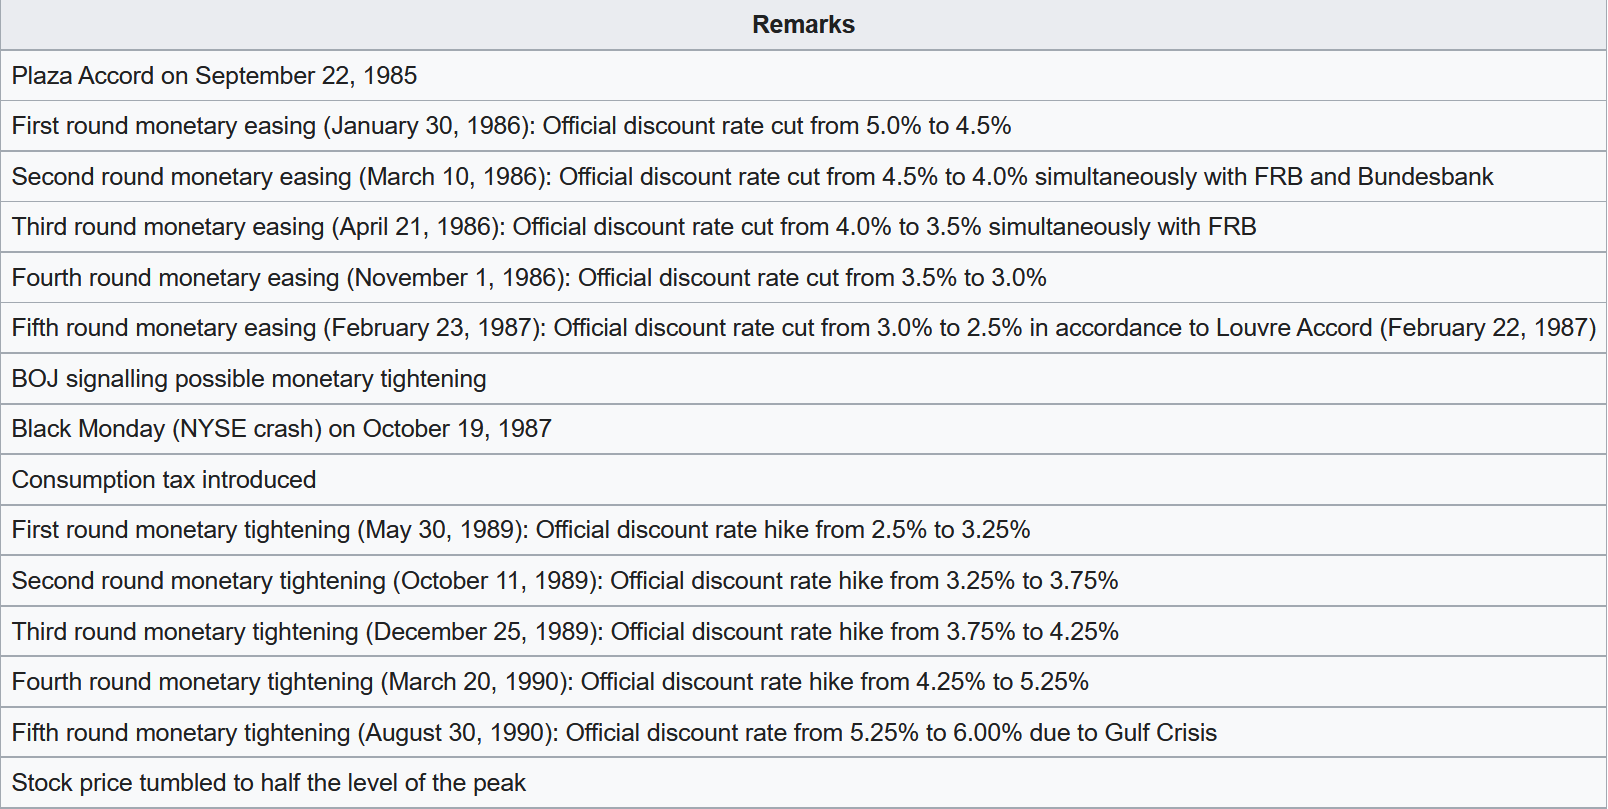 Remarks
Plaza Accord on September 22, 1985
First round monetary easing (January 30, 1986): Official discount rate cut from 5.0% to 4.5%
Second round monetary easing (March 10, 1986): Official discount rate cut from 4.5% to 4.0% simultaneously with FRB and Bundesbank
Third round monetary easing (April 21, 1986): Official discount rate cut from 4.0% to 3.5% simultaneously with FRB
Fourth round monetary easing (November 1, 1986): Official discount rate cut from 3.5% to 3.0%
Fifth round monetary easing (February 23, 1987): Official discount rate cut from 3.0% to 2.5% in accordance to Louvre Accord (February 22, 1987)
BOJ signalling possible monetary tightening
Black Monday (NYSE crash) on October 19, 1987
Consumption tax introduced
First round monetary tightening (May 30, 1989): Official discount rate hike from 2.5% to 3.25%
Second round monetary tightening (October 11, 1989): Official discount rate hike from 3.25% to 3.75%
Third round monetary tightening (December 25, 1989): Official discount rate hike from 3.75% to 4.25%
Fourth round monetary tightening (March 20, 1990): Official discount rate hike from 4.25% to 5.25%
Fifth round monetary tightening (August 30, 1990): Official discount rate from 5.25% to 6.00% due to Gulf Crisis
Stock price tumbled to half the level of the peak